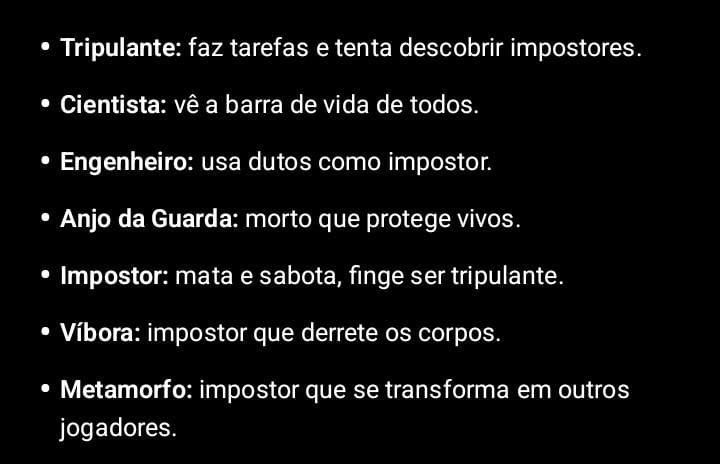 • Tripulante: faz tarefas e tenta descobrir impostores.
• Cientista: vê a barra de vida de todos.
• Engenheiro: usa dutos como impostor.
• Anjo da Guarda: morto que protege vivos.
• Impostor: mata e sabota, finge ser tripulante.
• Víbora: impostor que derrete os corpos.
• Metamorfo: impostor que se transforma em outros
jogadores.